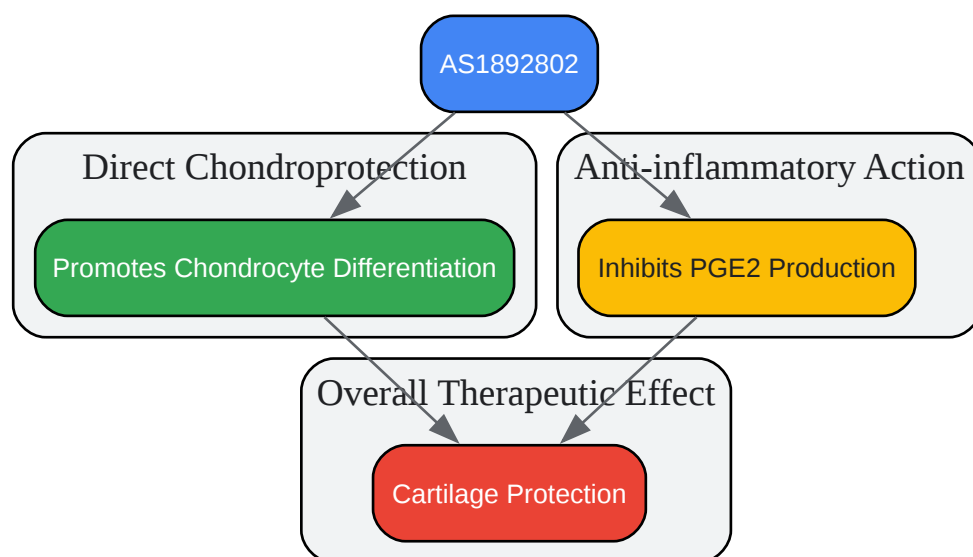 AS1892802
Direct Chondroprotection
Anti-inflammatory Action
Promotes Chondrocyte Differentiation
Inhibits PGE2 Production
Overall Therapeutic Effect
Cartilage Protection